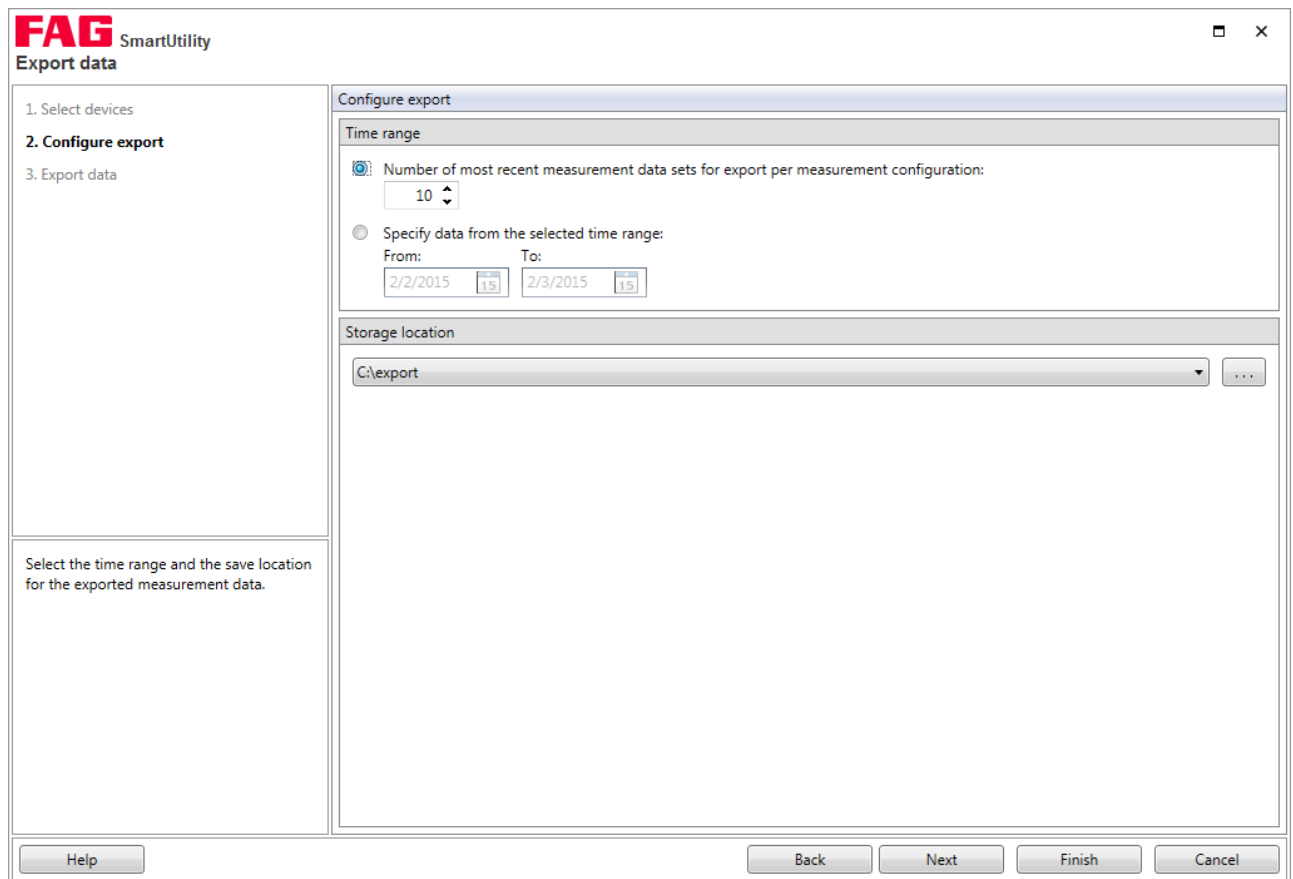 FAG SmartUtility
Export data
1. Select devices
2. Configure export
3. Export data
Select the time range and the save location
for the exported measurement data.
Configure export
Time range
Number of most recent measurement data sets for export per measurement configuration:
10
Specify data from the selected time range:
From: To:
2/2/2015 15 2/3/2015 15
Storage location
C:\export ...
Help Back Next Finish Cancel